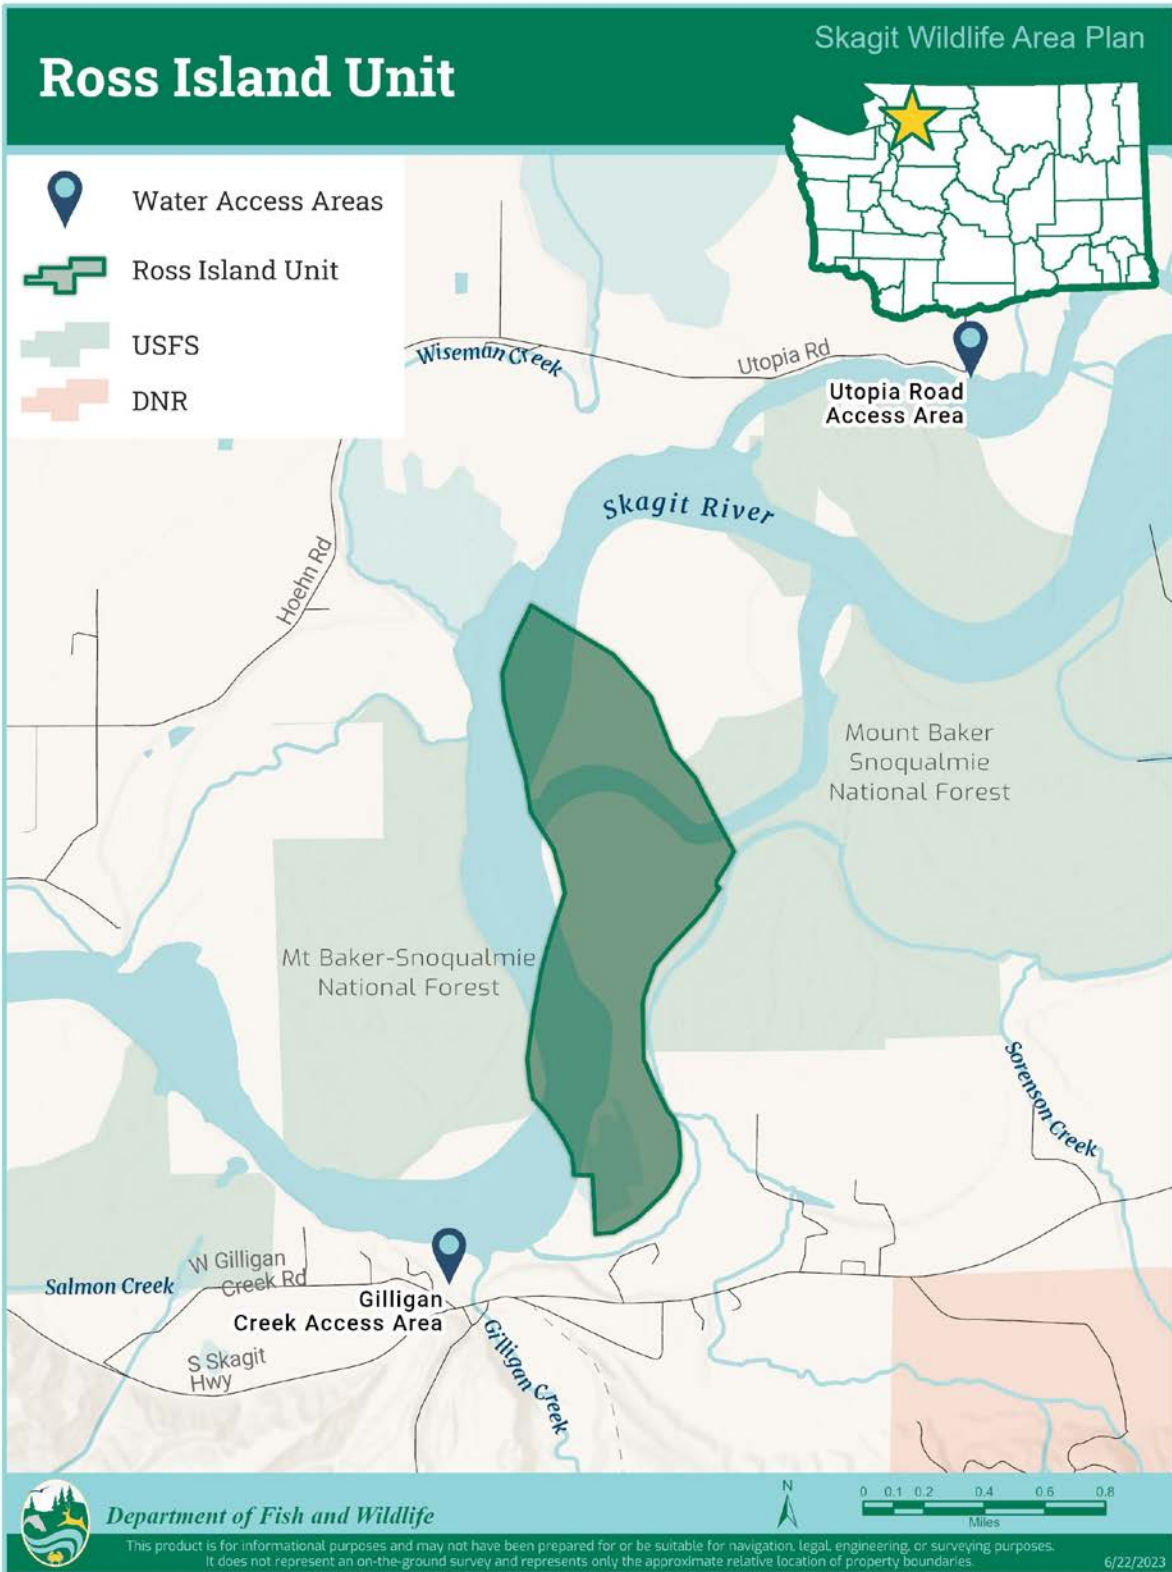 Skagit Wildlife Area Plan
Ross Island Unit
Water Access Areas
Ross Island Unit
USFS
DNR
Wiseman Creek
Utopia Rd
Utopia Road
Access Area
Skagit River
Hoehn Rd
Mount Baker
Snoqualmie
National Forest
Mt Baker-Snoqualmie
National Forest
Sorenson Creek
W Gilligan
Creek Rd
Salmon Creek
Gilligan
Creek Access Area
S Skagit
Hwy
Gilligan Creek
Department of Fish and Wildlife
N
0 0.1 0.2 0.4 0.6 0.8
Miles
This product is for informational purposes and may not have been prepared for or be suitable for navigation, legal, engineering, or surveying purposes.
It does not represent an on-the-ground survey and represents only the approximate relative location of property boundaries.
6/22/2023